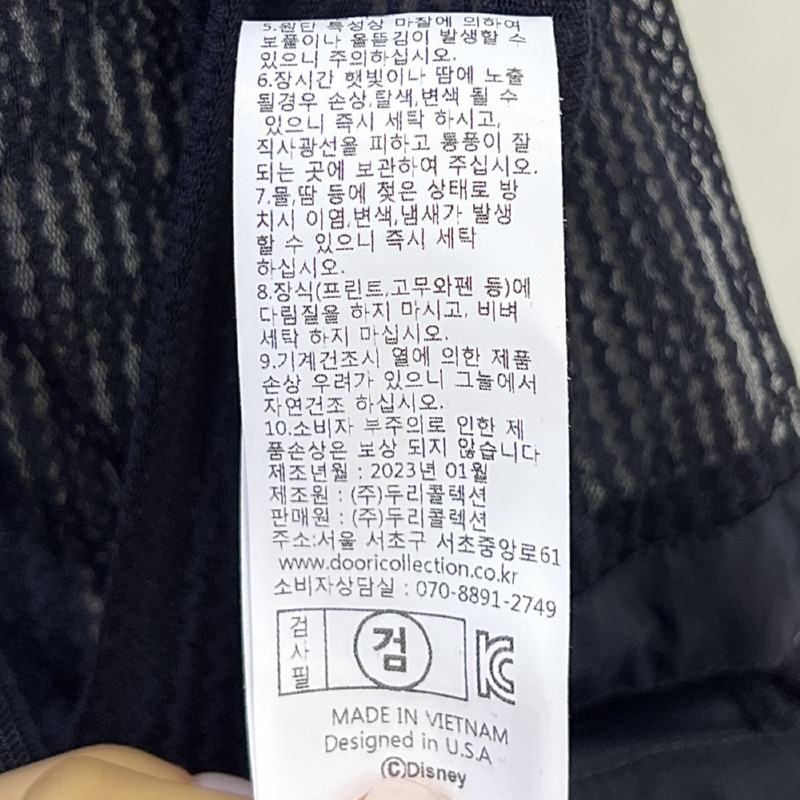 5.원단 특성상 마찰에 의하여
보풀이나 올뜯김이 발생할 수
있으니 주의하십시오.
6.장시간 햇빛이나 땀에 노출
될경우 손상,탈색,변색 될 수
있으니 즉시 세탁 하시고,
직사광선을 피하고 통풍이 잘
되는 곳에 보관하여 주십시오.
7.물,땀 등에 젖은 상태로 방
치시 이염,변색,냄새가 발생
할 수 있으니 즉시 세탁
하십시오.
8.장식(프린트,고무와펜 등)에
다림질을 하지 마시고, 비벼
세탁 하지 마십시오.
9.기계건조시 열에 의한 제품
손상 우려가 있으니 그늘에서
자연건조 하십시오.
10.소비자 부주의로 인한 제
품손상은 보상 되지 않습니다
제조년월 : 2023년 01월
제조원 : (주)두리콜렉션
판매원 : (주)두리콜렉션
주소:서울 서초구 서초중앙로61
www.dooricollection.co.kr
소비자상담실 : 070-8891-2749
검사필
검
KC
MADE IN VIETNAM
Designed in U.S.A
©Disney